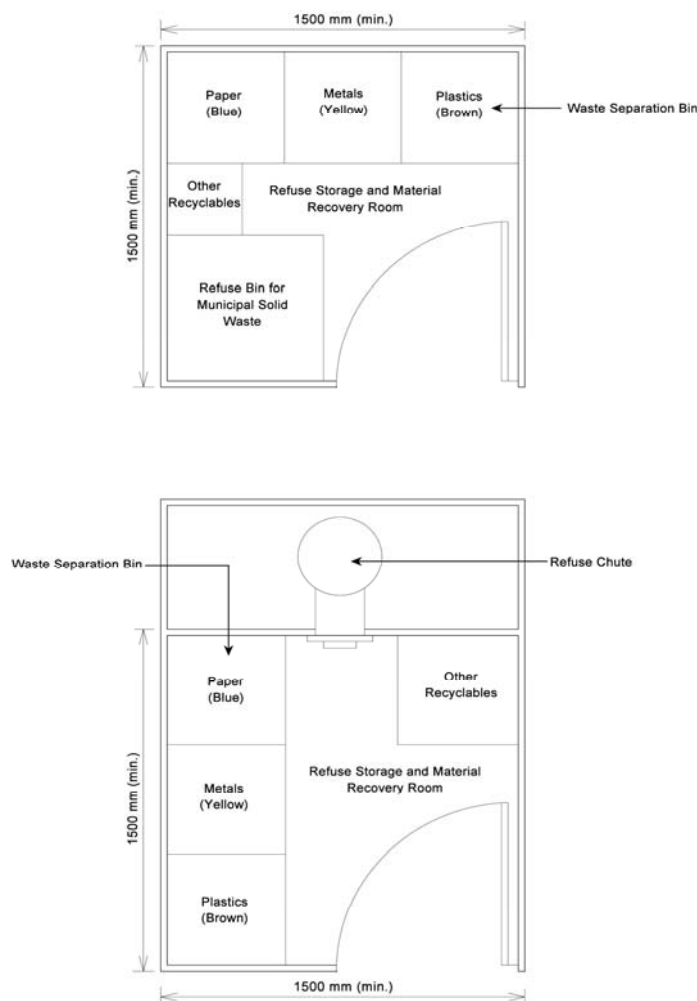 1500 mm (min.)
Paper
(Blue)
Metals
(Yellow)
Plastics
(Brown)
Waste Separation Bin
1500 mm (min.)
Other
Recyclables
Refuse Storage and Material
Recovery Room
Refuse Bin for
Municipal Solid
Waste
Waste Separation Bin
Refuse Chute
Paper
(Blue)
Other
Recyclables
1500 mm (min.)
Metals
(Yellow)
Refuse Storage and Material
Recovery Room
Plastics
(Brown)
1500 mm (min.)